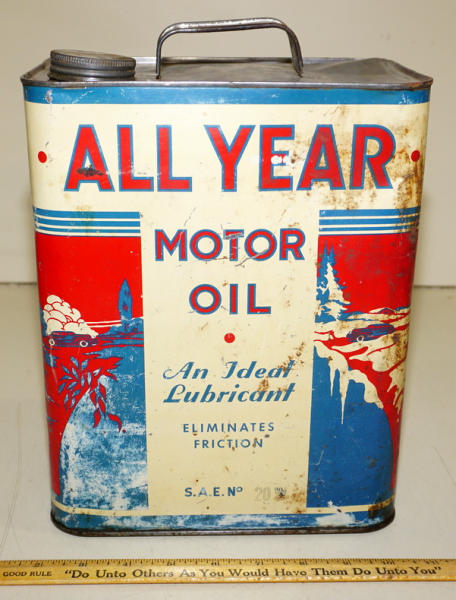 ALL YEAR
MOTOR
OIL
An Ideal
Lubricant
ELIMINATES
FRICTION
S.A.E. Nº 20 W
GOOD RULE "Do Unto Others As You Would Have Them Do Unto You"